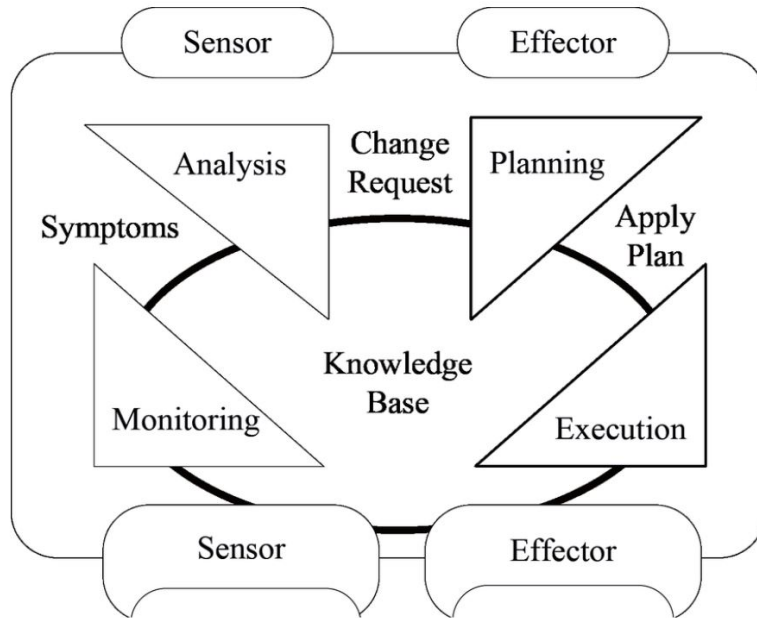 Sensor
Effector
Analysis
Change
Request
Planning
Symptoms
Apply
Plan
Knowledge
Base
Monitoring
Execution
Sensor
Effector